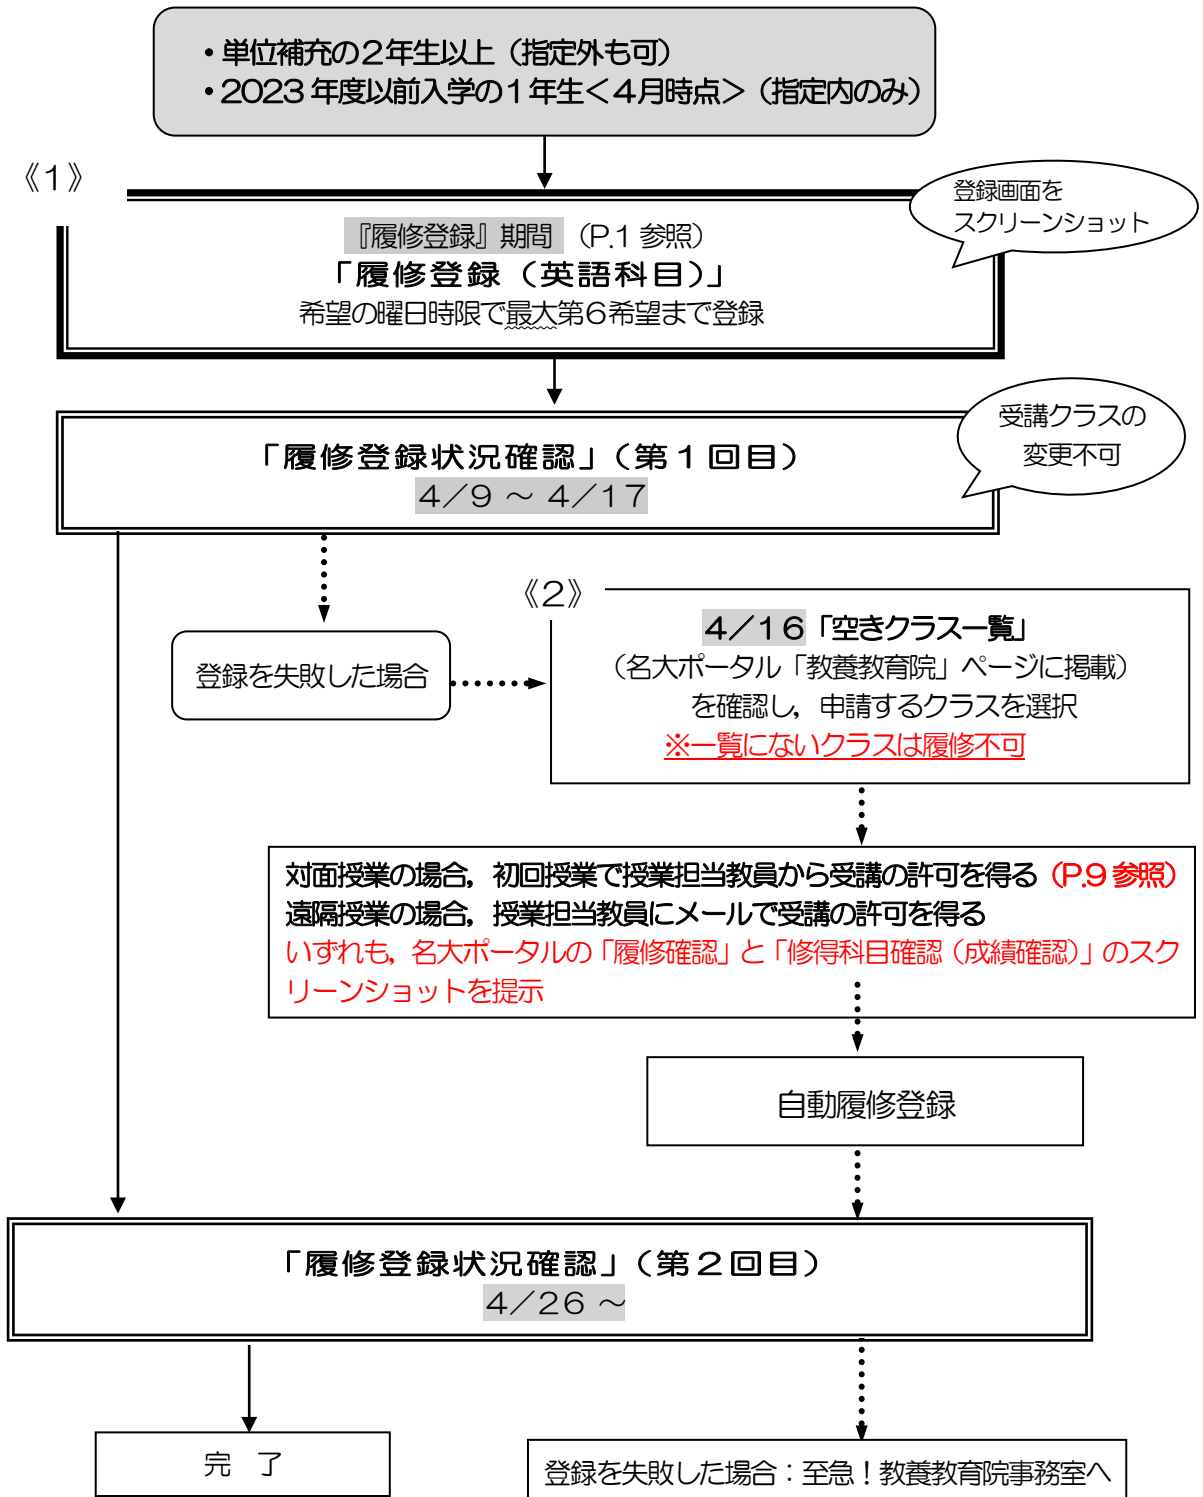 ・単位補充の２年生以上（指定外も可）
・2023 年度以前入学の１年生＜４月時点＞（指定内のみ）
《1》
登録画面を
スクリーンショット
『履修登録』期間 （P.1 参照）
「履修登録（英語科目）」
希望の曜日時限で最大第６希望まで登録
受講クラスの
変更不可
「履修登録状況確認」（第１回目）
4／9 ～ 4／17
《2》
4／16「空きクラス一覧」
（名大ポータル「教養教育院」ページに掲載）
を確認し，申請するクラスを選択
※一覧にないクラスは履修不可
登録を失敗した場合
対面授業の場合，初回授業で授業担当教員から受講の許可を得る（P.9 参照）
遠隔授業の場合，授業担当教員にメールで受講の許可を得る
いずれも，名大ポータルの「履修確認」と「修得科目確認（成績確認）」のスク
リーンショットを提示
自動履修登録
「履修登録状況確認」（第２回目）
4／26 ～
完　了
登録を失敗した場合：至急！教養教育院事務室へ